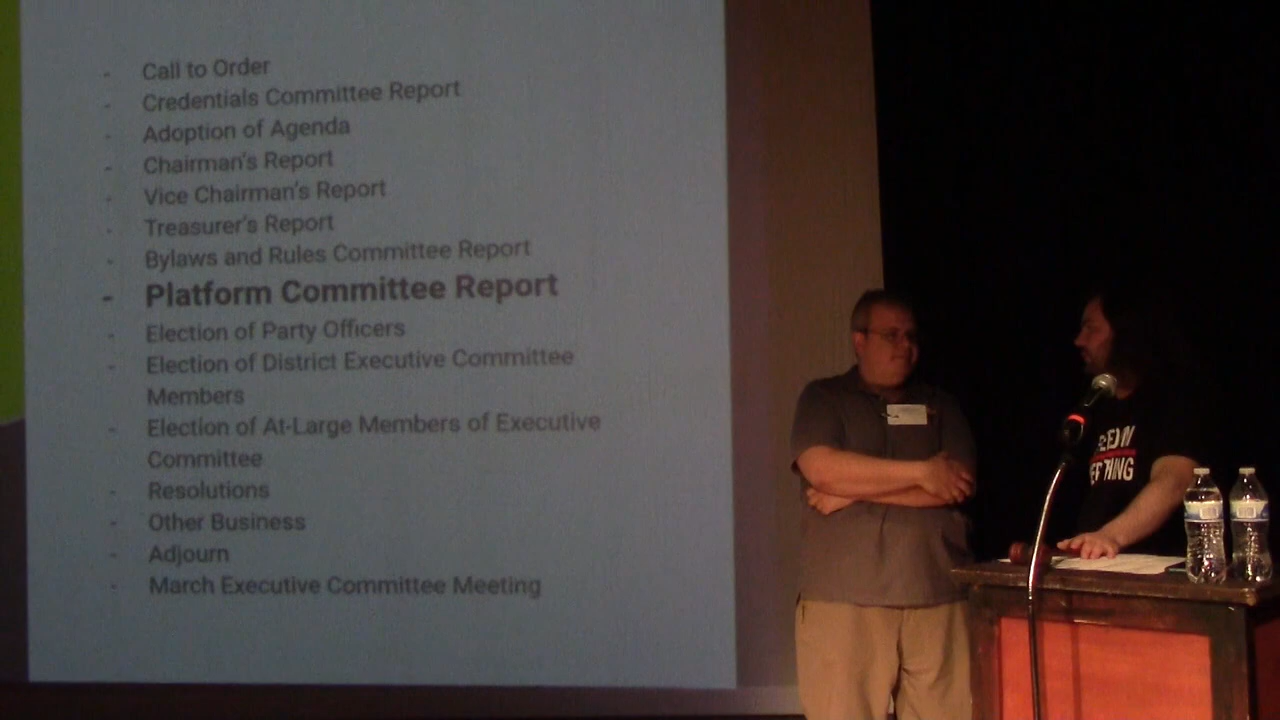 - Call to Order
- Credentials Committee Report
- Adoption of Agenda
- Chairman's Report
- Vice Chairman's Report
- Treasurer's Report
- Bylaws and Rules Committee Report
- Platform Committee Report
- Election of Party Officers
- Election of District Executive Committee
Members
- Election of At-Large Members of Executive
Committee
- Resolutions
- Other Business
- Adjourn
- March Executive Committee Meeting